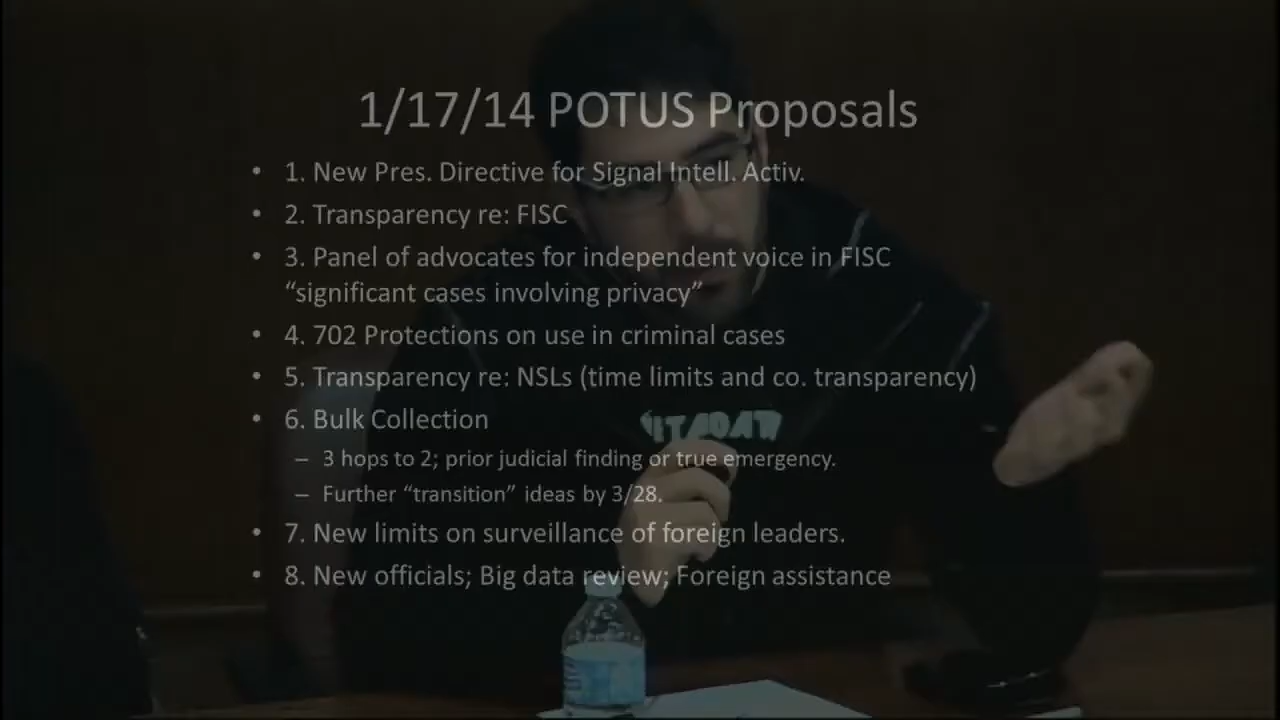 1/17/14 POTUS Proposals
• 1. New Pres. Directive for Signal Intell. Activ.
• 2. Transparency re: FISC
• 3. Panel of advocates for independent voice in FISC
“significant cases involving privacy”
• 4. 702 Protections on use in criminal cases
• 5. Transparency re: NSLs (time limits and co. transparency)
• 6. Bulk Collection
– 3 hops to 2; prior judicial finding or true emergency.
– Further “transition” ideas by 3/28.
• 7. New limits on surveillance of foreign leaders.
• 8. New officials; Big data review; Foreign assistance